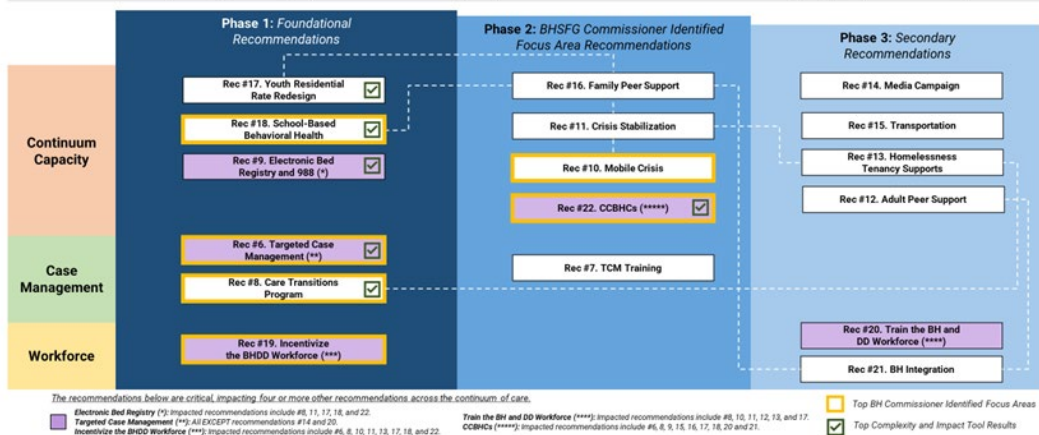 Phase 1: Foundational
Recommendations
Phase 2: BHSFG Commissioner Identified
Focus Area Recommendations
Phase 3: Secondary
Recommendations
Continuum
Capacity
Rec #17. Youth Residential
Rate Redesign
Rec #18. School-Based
Behavioral Health
Rec #9. Electronic Bed
Registry and 988 (*)
Rec #16. Family Peer Support
Rec #11. Crisis Stabilization
Rec #10. Mobile Crisis
Rec #22. CCBHCs (*****)
Rec #14. Media Campaign
Rec #15. Transportation
Rec #13. Homelessness
Tenancy Supports
Rec #12. Adult Peer Support
Case
Management
Rec #6. Targeted Case
Management (**)
Rec #8. Care Transitions
Program
Rec #7. TCM Training
Workforce
Rec #19. Incentivize
the BHDD Workforce (***)
Rec #20. Train the BH and
DD Workforce (****)
Rec #21. BH Integration
The recommendations below are critical, impacting four or more other recommendations across the continuum of care.
Electronic Bed Registry (*): Impacted recommendations include #8, 11, 17, 18, and 22.
Targeted Case Management (**): All EXCEPT recommendations #14 and 20.
Incentivize the BHDD Workforce (***): Impacted recommendations include #6, 8, 10, 11, 13, 17, 18, and 22.
Train the BH and DD Workforce (****): Impacted recommendations include #8, 10, 11, 12, 13, and 17.
CCBHCs (*****): Impacted recommendations include #6, 8, 9, 15, 16, 17, 18, 20 and 21.
Top BH Commissioner Identified Focus Areas
Top Complexity and Impact Tool Results